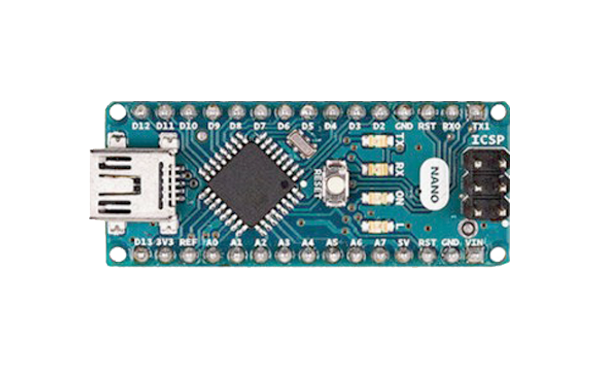 D12 D11 D10 D9 D8 D7 D6 D5 D4 D3 D2 GND RST RX0 TX1
ICSP
TX
RX
ON
L
RESET
NANO
D13 3V3 REF A0 A1 A2 A3 A4 A5 A6 A7 5V RST GND VIN